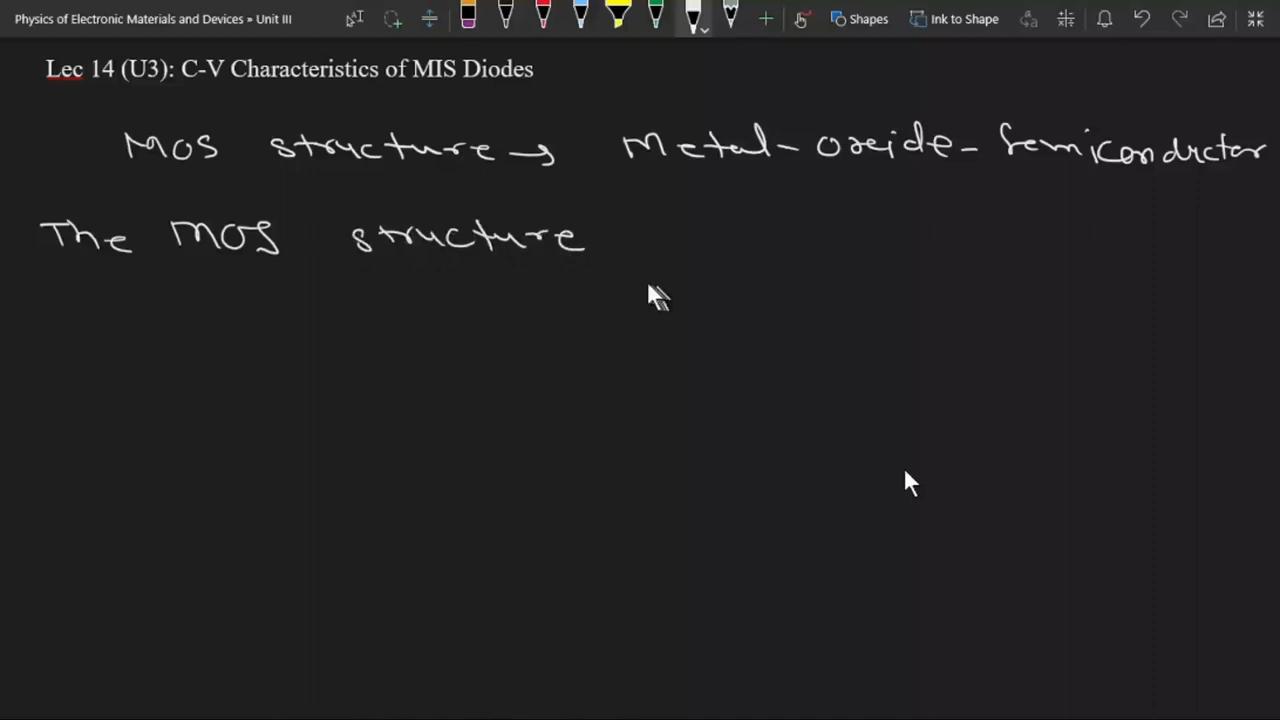 Physics of Electronic Materials and Devices » Unit III
Shapes
Ink to Shape
Lec 14 (U3): C-V Characteristics of MIS Diodes
MOS structure → Metal - oxide - Semiconductor
The MOS structure